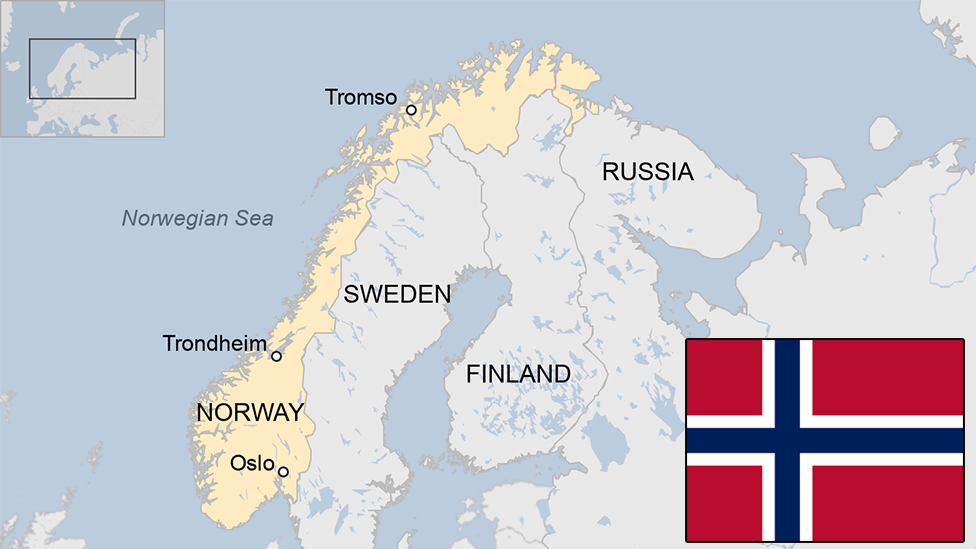 Tromso
RUSSIA
Norwegian Sea
SWEDEN
Trondheim
FINLAND
NORWAY
Oslo